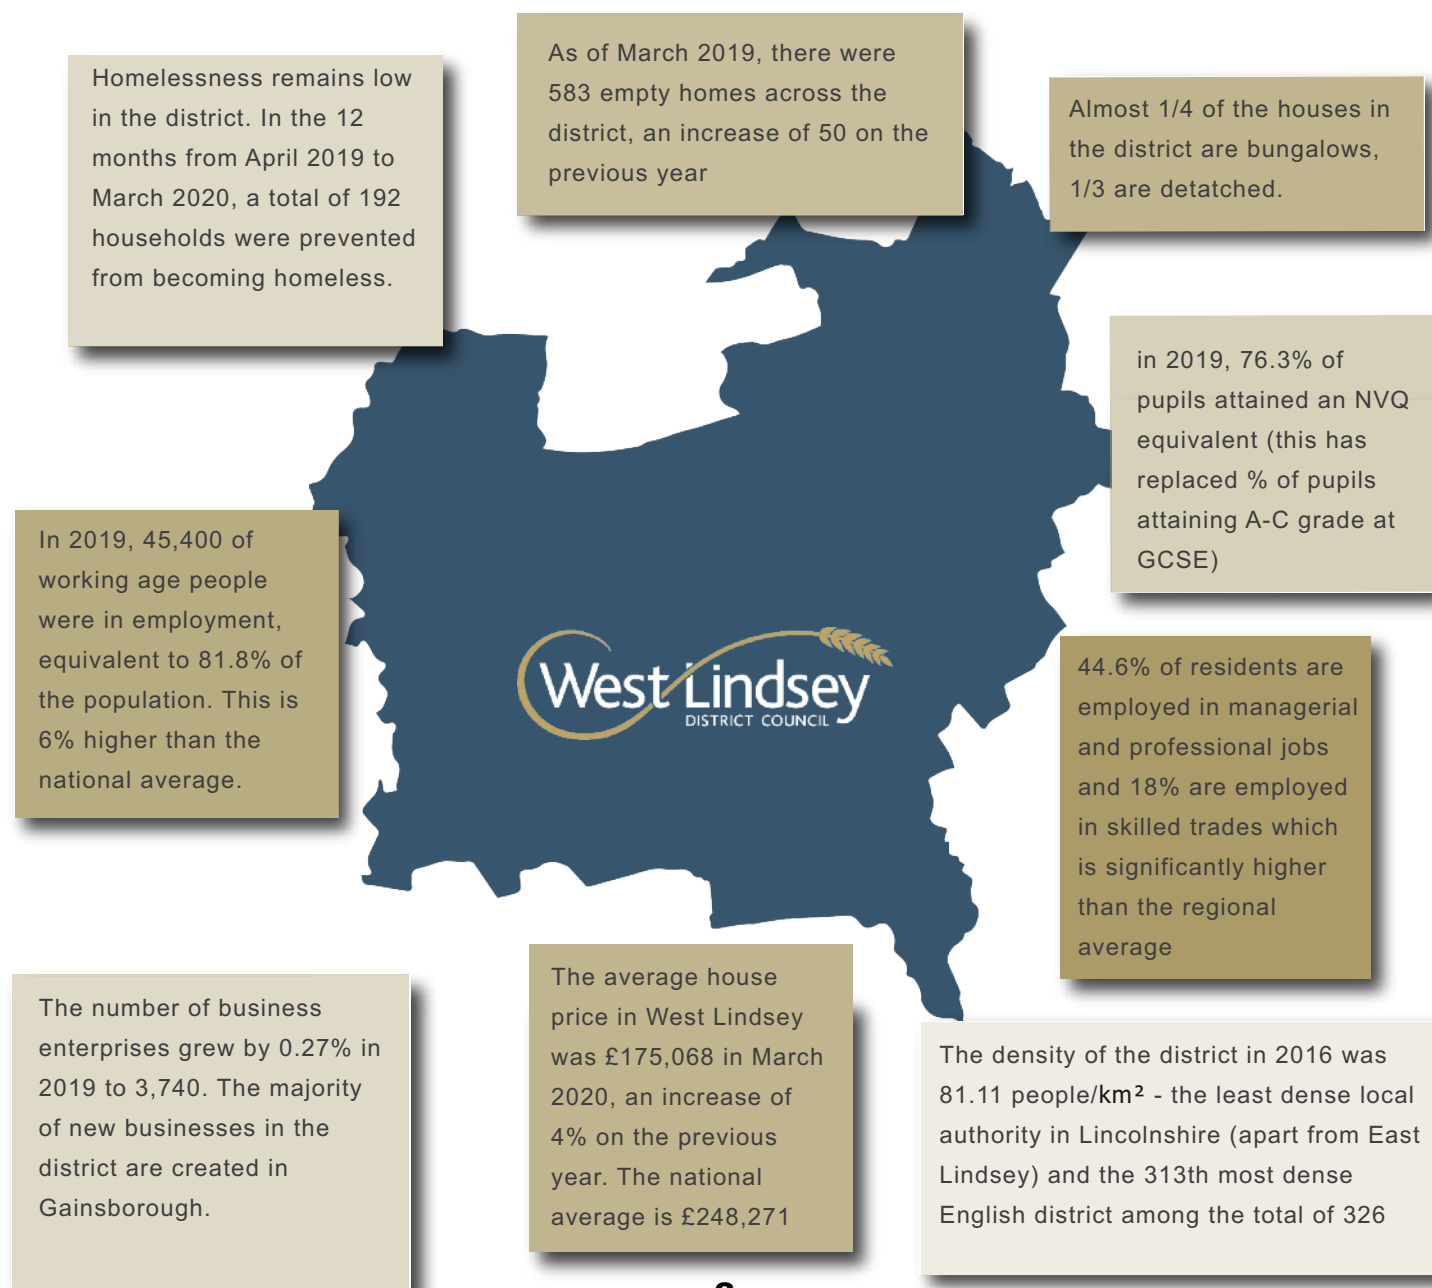 Homelessness remains low
in the district. In the 12
months from April 2019 to
March 2020, a total of 192
households were prevented
from becoming homeless.
As of March 2019, there were
583 empty homes across the
district, an increase of 50 on the
previous year
Almost 1/4 of the houses in
the district are bungalows,
1/3 are detatched.
in 2019, 76.3% of
pupils attained an NVQ
equivalent (this has
replaced % of pupils
attaining A-C grade at
GCSE)
In 2019, 45,400 of
working age people
were in employment,
equivalent to 81.8% of
the population. This is
6% higher than the
national average.
West Lindsey
DISTRICT COUNCIL
44.6% of residents are
employed in managerial
and professional jobs
and 18% are employed
in skilled trades which
is significantly higher
than the regional
average
The number of business
enterprises grew by 0.27% in
2019 to 3,740. The majority
of new businesses in the
district are created in
Gainsborough.
The average house
price in West Lindsey
was £175,068 in March
2020, an increase of
4% on the previous
year. The national
average is £248,271
The density of the district in 2016 was
81.11 people/km² - the least dense local
authority in Lincolnshire (apart from East
Lindsey) and the 313th most dense
English district among the total of 326